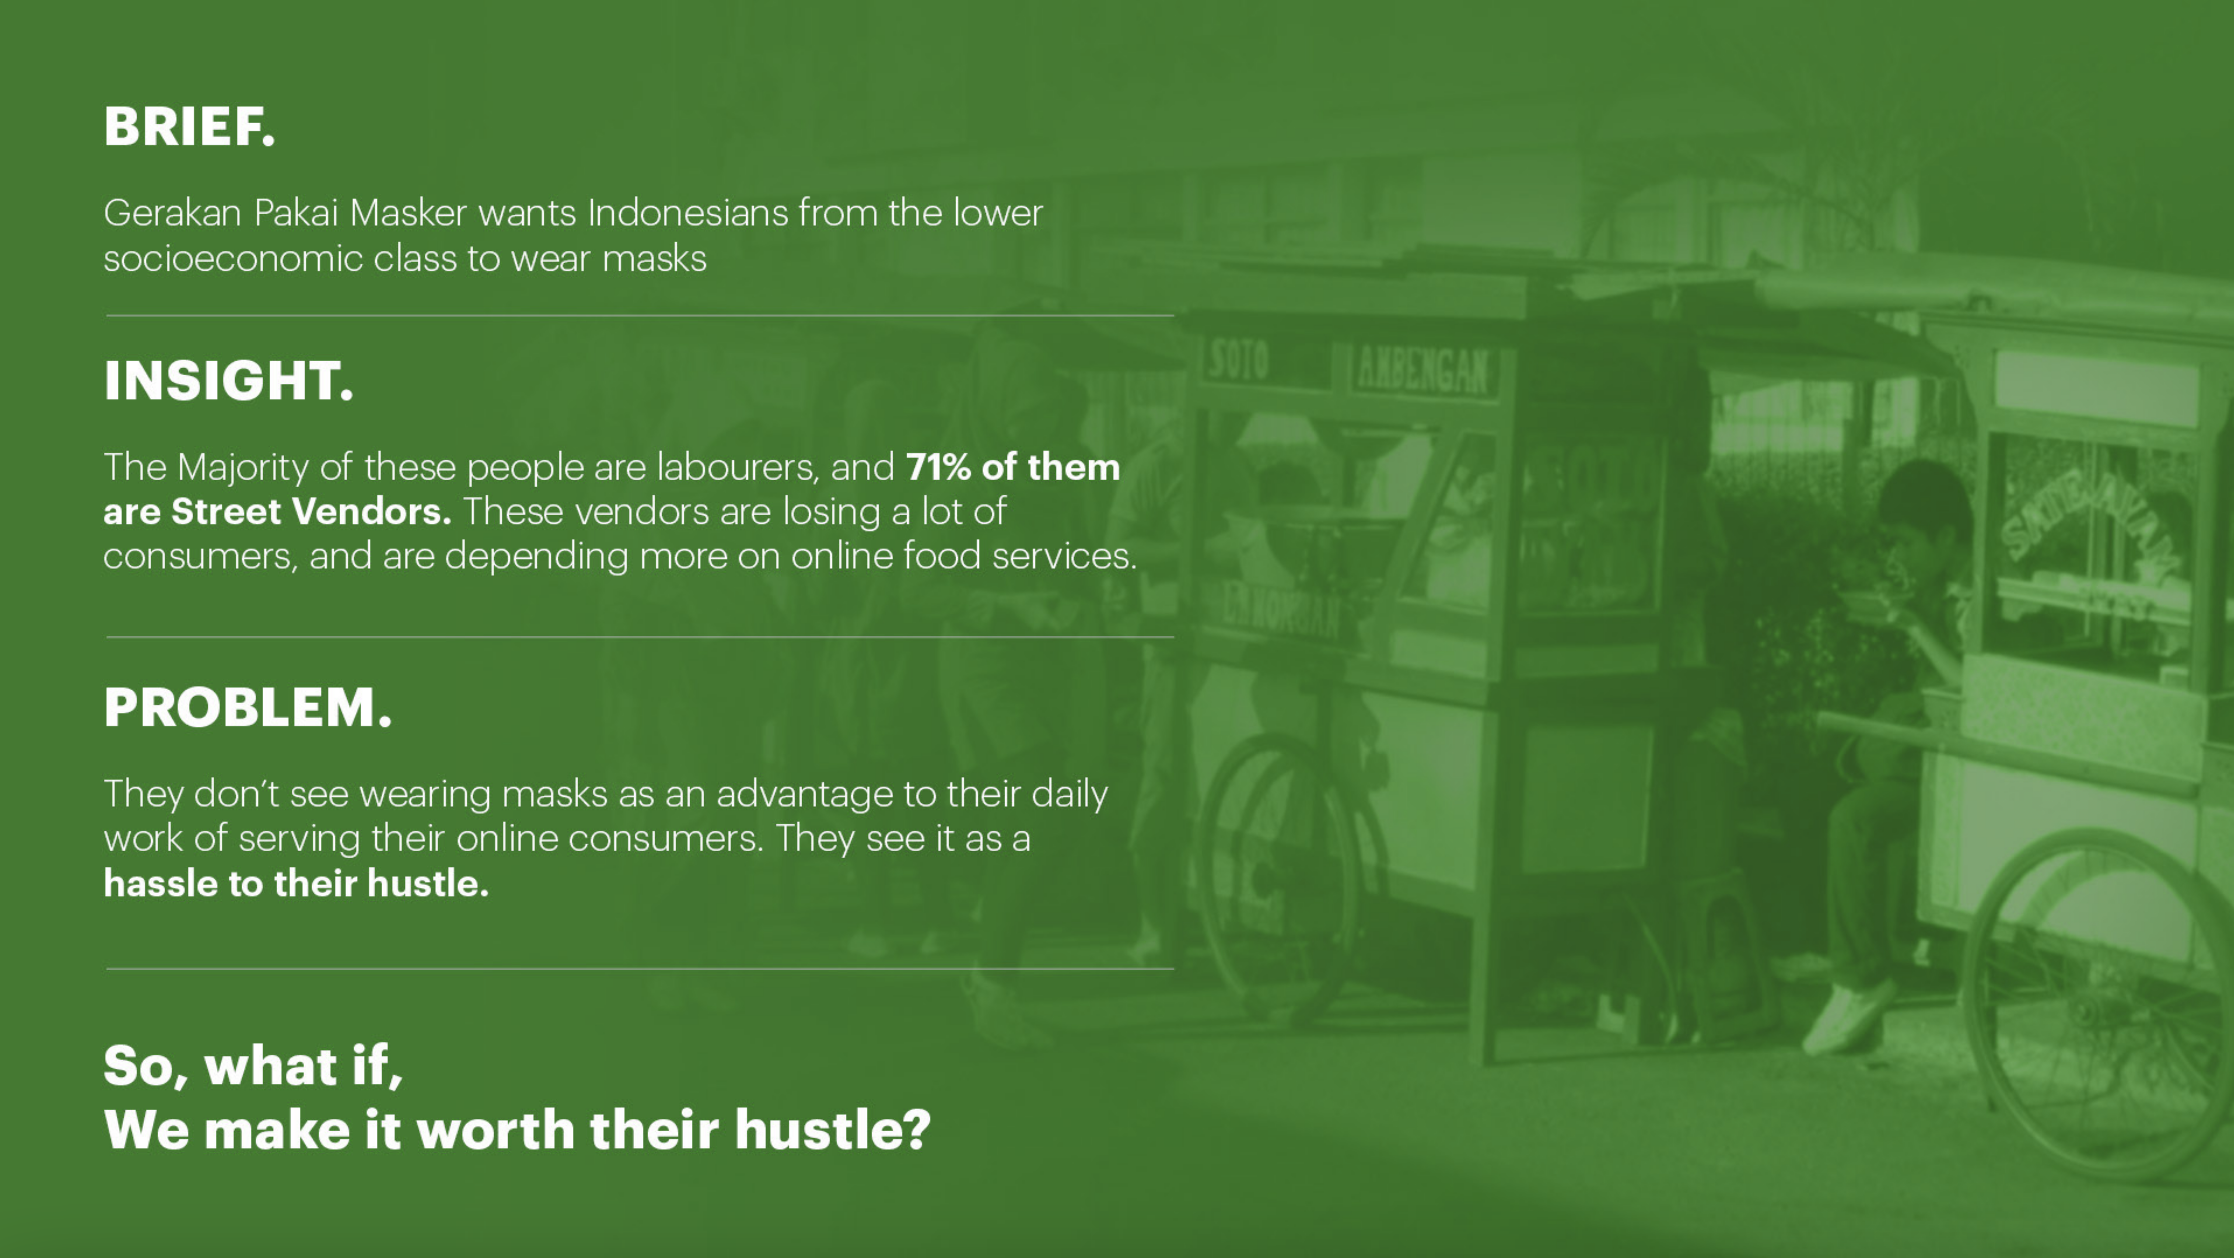 BRIEF.
Gerakan Pakai Masker wants Indonesians from the lower
socioeconomic class to wear masks
INSIGHT.
The Majority of these people are labourers, and 71% of them
are Street Vendors. These vendors are losing a lot of
consumers, and are depending more on online food services.
PROBLEM.
They don’t see wearing masks as an advantage to their daily
work of serving their online consumers. They see it as a
hassle to their hustle.
So, what if,
We make it worth their hustle?
SOTO AMBENGAN
LAMONGAN
SATE AYAM